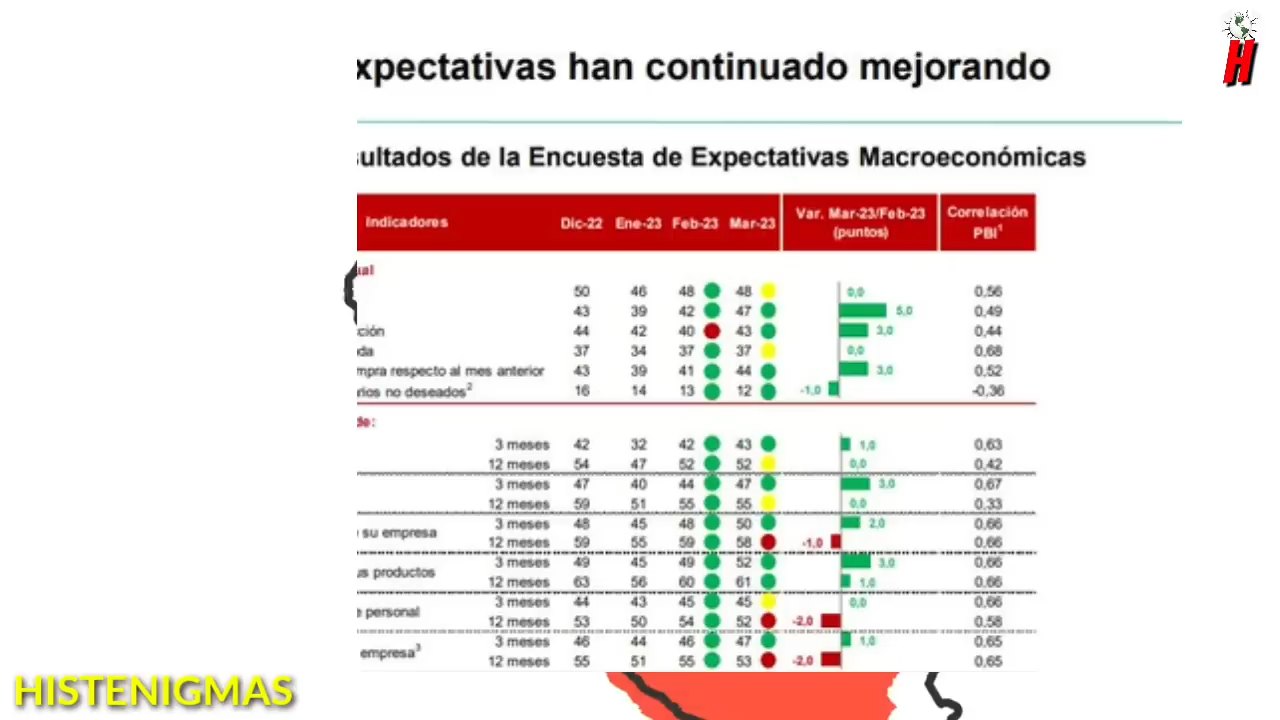 H
xpectativas han continuado mejorando
sultados de la Encuesta de Expectativas Macroeconómicas
Indicadores Dic-22 Ene-23 Feb-23 Mar-23 Var. Mar-23/Feb-23 (puntos) Correlación PBI¹
ual
50 46 48 48 0,0 0,56
43 39 42 47 5,0 0,49
ción 44 42 40 43 3,0 0,44
da 37 34 37 37 0,0 0,68
mpra respecto al mes anterior 43 39 41 44 3,0 0,52
rios no deseados² 16 14 13 12 -1,0 -0,36
de:
3 meses 42 32 42 43 1,0 0,63
12 meses 54 47 52 52 0,0 0,42
3 meses 47 40 44 47 3,0 0,67
12 meses 59 51 55 55 0,0 0,33
3 meses 48 45 48 50 2,0 0,66
e su empresa
12 meses 59 55 59 58 -1,0 0,66
3 meses 49 45 49 52 3,0 0,66
us productos
12 meses 63 56 60 61 1,0 0,66
3 meses 44 43 45 45 0,0 0,66
e personal
12 meses 53 50 54 52 -2,0 0,58
3 meses 46 44 46 47 1,0 0,65
empresa³
12 meses 55 51 55 53 -2,0 0,65
HISTENIGMAS